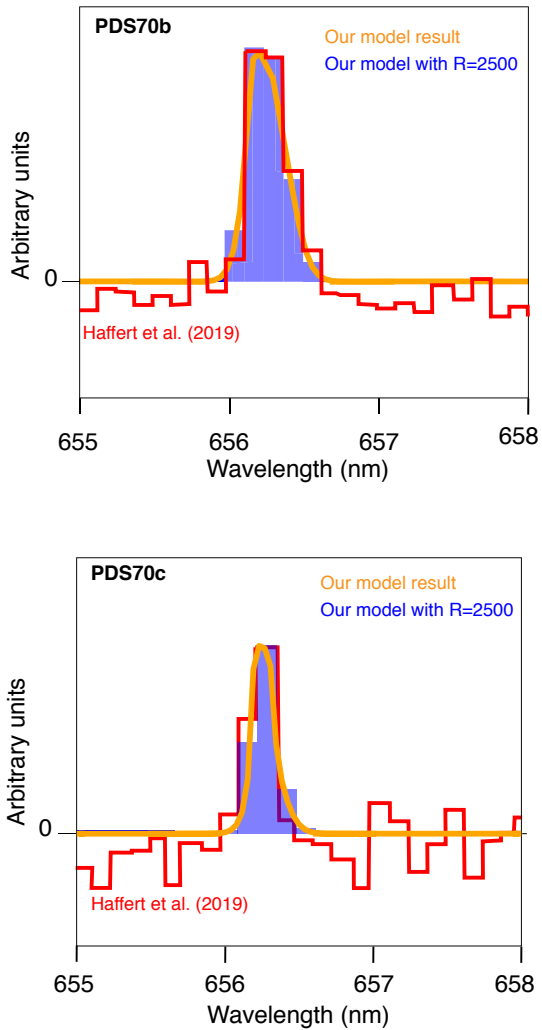 PDS70b
Our model result
Our model with R=2500
Arbitrary units
0
Haffert et al. (2019)
655 656 657 658
Wavelength (nm)
PDS70c
Our model result
Our model with R=2500
Arbitrary units
0
Haffert et al. (2019)
655 656 657 658
Wavelength (nm)